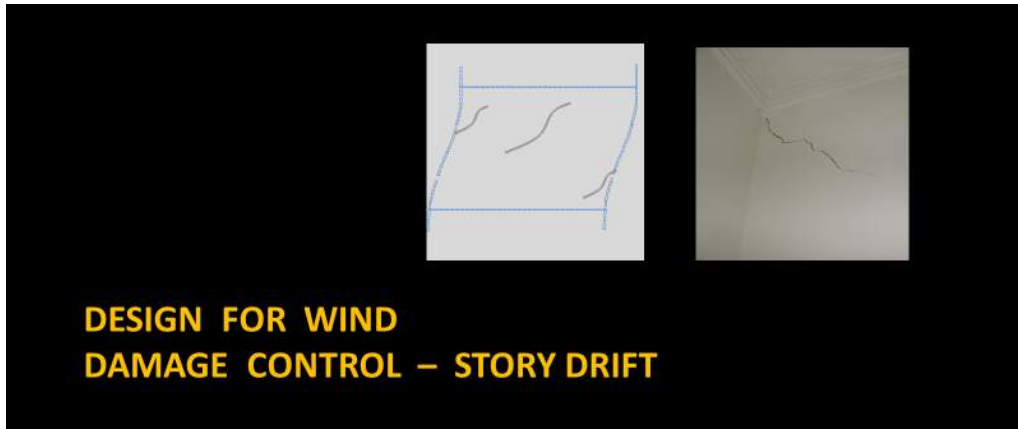 DESIGN FOR WIND
DAMAGE CONTROL – STORY DRIFT